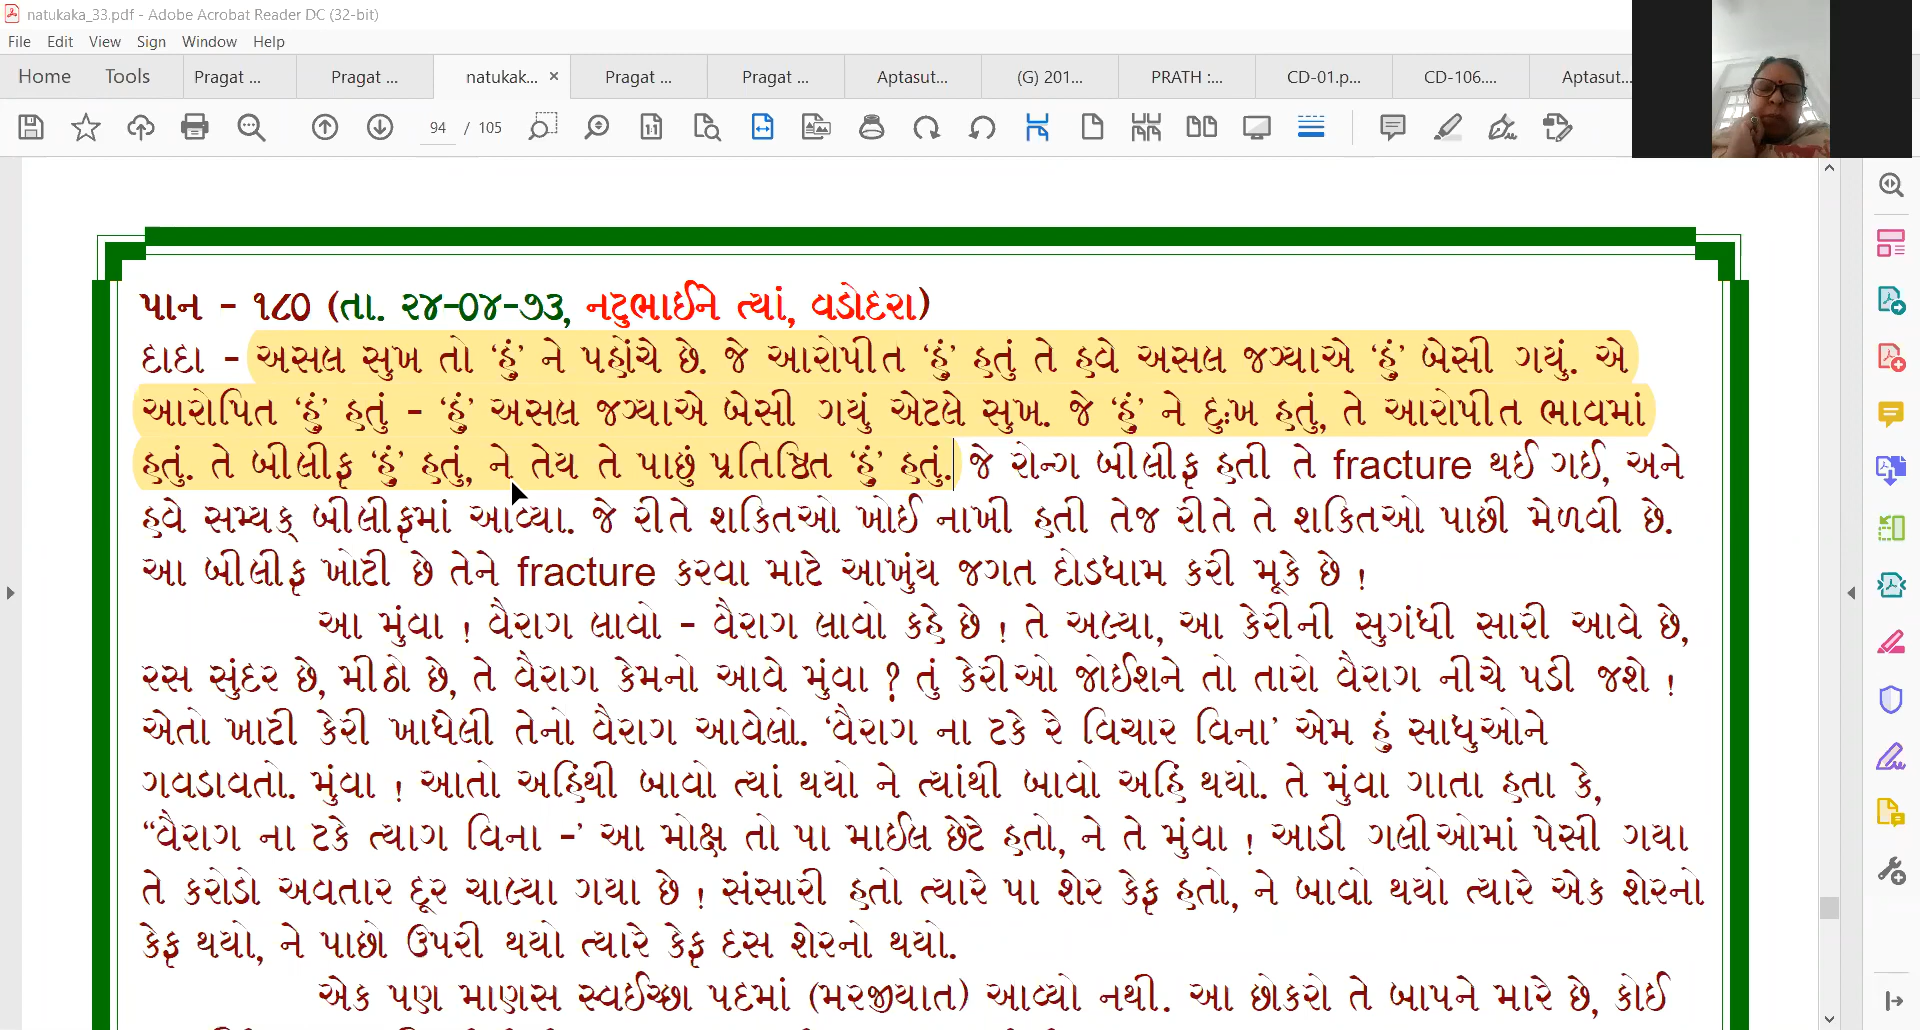 natukaka_33.pdf - Adobe Acrobat Reader DC (32-bit)
File Edit View Sign Window Help
Home Tools Pragat ... Pragat ... natukak... × Pragat ... Pragat ... Aptasut... (G) 201... PRATH :... CD-01.p... CD-106.... Aptasut...
94 / 105
પાન - ૧૮૦ (તા. ૨૪-૦૪-૭૩, નટુભાઈને ત્યાં, વડોદરા)
દાદા - અસલ સુખ તો ‘હું’ ને પહોંચે છે. જે આરોપીત ‘હું’ હતું તે હવે અસલ જગ્યાએ ‘હું’ બેસી ગયું. એ
આરોપિત ‘હું’ હતું - ‘હું’ અસલ જગ્યાએ બેસી ગયું એટલે સુખ. જે ‘હું’ ને દુઃખ હતું, તે આરોપીત ભાવમાં
હતું. તે બીલીફ ‘હું’ હતું, ને તેય તે પાછું પ્રતિષ્ઠિત ‘હું’ હતું. જે રોન્ગ બીલીફ હતી તે fracture થઈ ગઈ, અને
હવે સમ્યક્ બીલીફમાં આવ્યા. જે રીતે શકિતઓ ખોઈ નાખી હતી તેજ રીતે તે શકિતઓ પાછી મેળવી છે.
આ બીલીફ ખોટી છે તેને fracture કરવા માટે આખુંય જગત દોડધામ કરી મૂકે છે !
આ મુંવા ! વૈરાગ લાવો - વૈરાગ લાવો કહે છે ! તે અલ્યા, આ કેરીની સુગંધી સારી આવે છે,
રસ સુંદર છે, મીઠો છે, તે વૈરાગ કેમનો આવે મુંવા ? તું કેરીઓ જોઈશને તો તારો વૈરાગ નીચે પડી જશે !
એતો ખાટી કેરી ખાધેલી તેનો વૈરાગ આવેલો. ‘વૈરાગ ના ટકે રે વિચાર વિના’ એમ હું સાધુઓને
ગવડાવતો. મુંવા ! આતો અહિંથી બાવો ત્યાં થયો ને ત્યાંથી બાવો અહિં થયો. તે મુંવા ગાતા હતા કે,
“વૈરાગ ના ટકે ત્યાગ વિના -’ આ મોક્ષ તો પા માઈલ છેટે હતો, ને તે મુંવા ! આડી ગલીઓમાં પેસી ગયા
તે કરોડો અવતાર દૂર ચાલ્યા ગયા છે ! સંસારી હતો ત્યારે પા શેર કેફ હતો, ને બાવો થયો ત્યારે એક શેરનો
કેફ થયો, ને પાછો ઉપરી થયો ત્યારે કેફ દસ શેરનો થયો.
એક પણ માણસ સ્વઈચ્છા પદમાં (મરજીયાત) આવ્યો નથી. આ છોકરો તે બાપને મારે છે, કોઈ